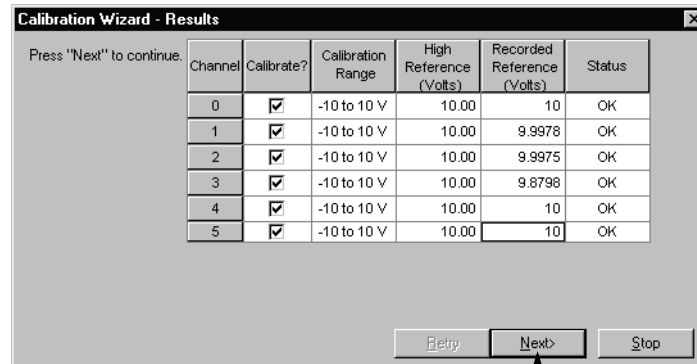 Calibration Wizard - Results
Press "Next" to continue.
Channel Calibrate? Calibration Range High Reference (Volts) Recorded Reference (Volts) Status
0 -10 to 10 V 10.00 10 OK
1 -10 to 10 V 10.00 9.9978 OK
2 -10 to 10 V 10.00 9.9975 OK
3 -10 to 10 V 10.00 9.8798 OK
4 -10 to 10 V 10.00 10 OK
5 -10 to 10 V 10.00 10 OK
Retry Next> Stop